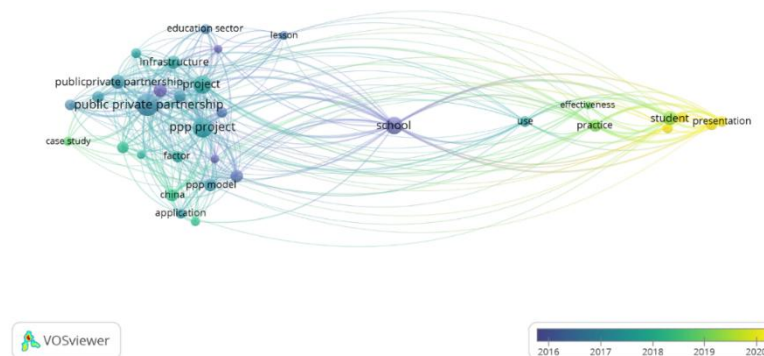 education sector
lesson
infrastructure
publicprivate partnership
project
public private partnership
effectiveness
school
use
practice
student
presentation
ppp project
case study
factor
ppp model
china
application
VOSviewer
2016 2017 2018 2019 2020